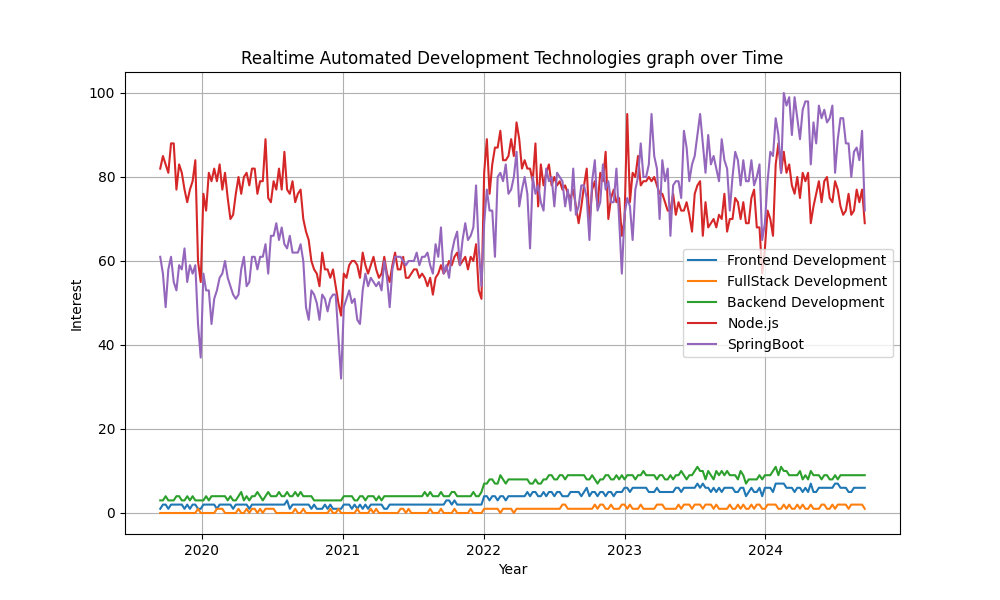 Realtime Automated Development Technologies graph over Time
100
80
60
40
20
0
Interest
Frontend Development
FullStack Development
Backend Development
Node.js
SpringBoot
2020
2021
2022
2023
2024
Year